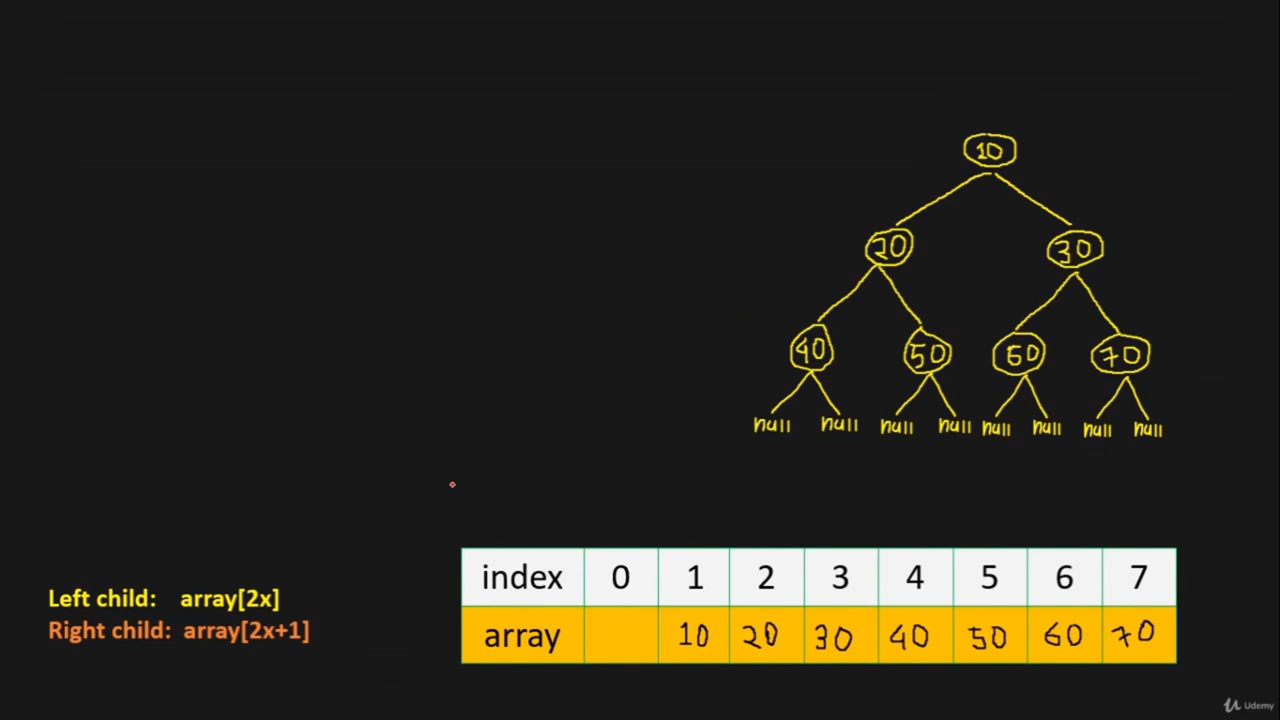 10
20 30
40 50 60 70
null null null null null null null null
index 0 1 2 3 4 5 6 7
array 10 20 30 40 50 60 70
Left child: array[2x]
Right child: array[2x+1]
Udemy